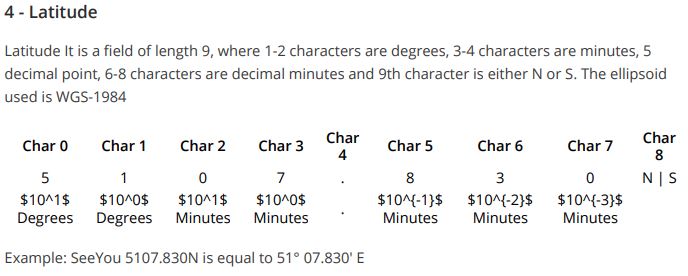 4 - Latitude
Latitude It is a field of length 9, where 1-2 characters are degrees, 3-4 characters are minutes, 5
decimal point, 6-8 characters are decimal minutes and 9th character is either N or S. The ellipsoid
used is WGS-1984
Char 0 Char 1 Char 2 Char 3 Char 4 Char 5 Char 6 Char 7 Char 8
5 1 0 7 . 8 3 0 N | S
$10^1$ $10^0$ $10^1$ $10^0$ . $10^{-1}$ $10^{-2}$ $10^{-3}$
Degrees Degrees Minutes Minutes Minutes Minutes Minutes
Example: SeeYou 5107.830N is equal to 51° 07.830' E